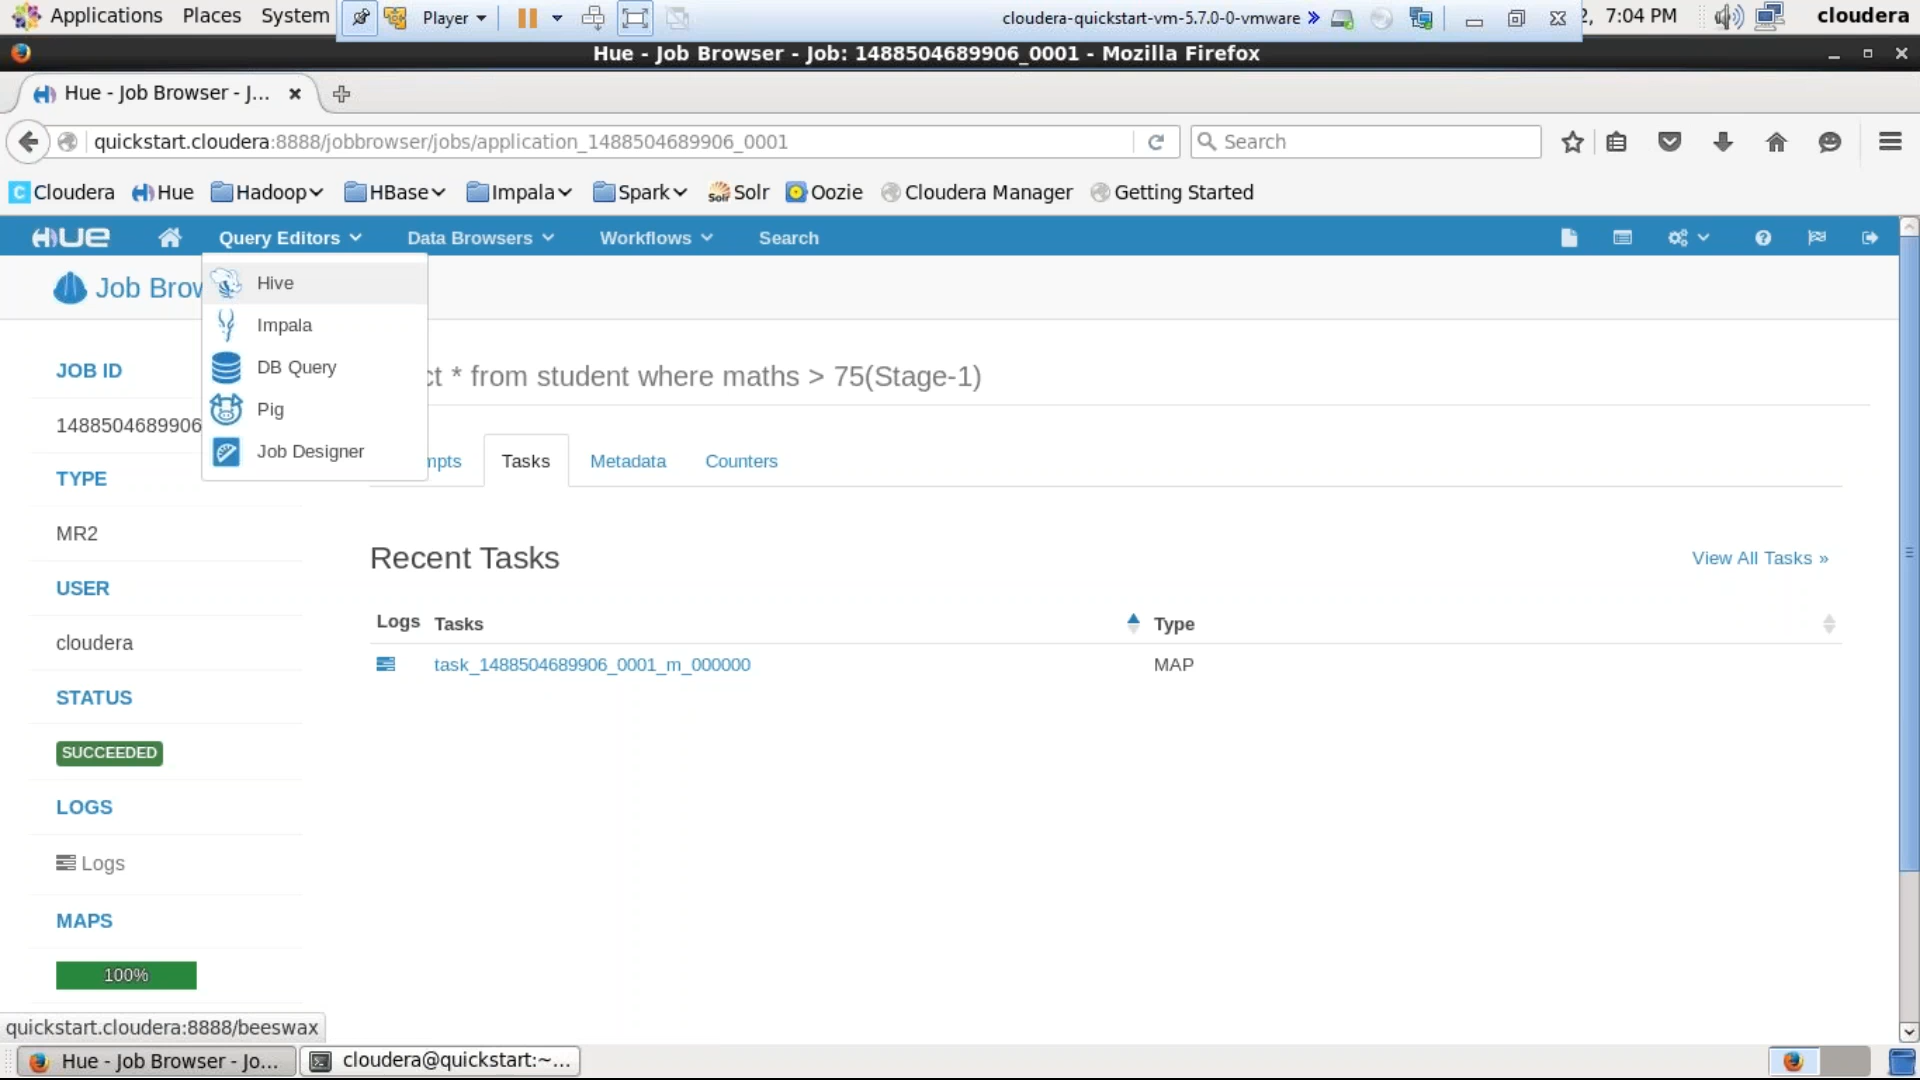 Applications Places System Player cloudera-quickstart-vm-5.7.0-0-vmware 2, 7:04 PM cloudera
Hue - Job Browser - Job: 1488504689906_0001 - Mozilla Firefox
Hue - Job Browser - J...
quickstart.cloudera:8888/jobbrowser/jobs/application_1488504689906_0001 Search
Cloudera Hue Hadoop HBase Impala Spark Solr Oozie Cloudera Manager Getting Started
HUE Query Editors Data Browsers Workflows Search
Job Brow
Hive
Impala
DB Query
Pig
Job Designer
ct * from student where maths > 75(Stage-1)
mpts Tasks Metadata Counters
JOB ID
1488504689906
TYPE
MR2
USER
cloudera
STATUS
SUCCEEDED
LOGS
Logs
MAPS
100%
Recent Tasks View All Tasks »
Logs Tasks Type
task_1488504689906_0001_m_000000 MAP
quickstart.cloudera:8888/beeswax
Hue - Job Browser - Jo... cloudera@quickstart:~...